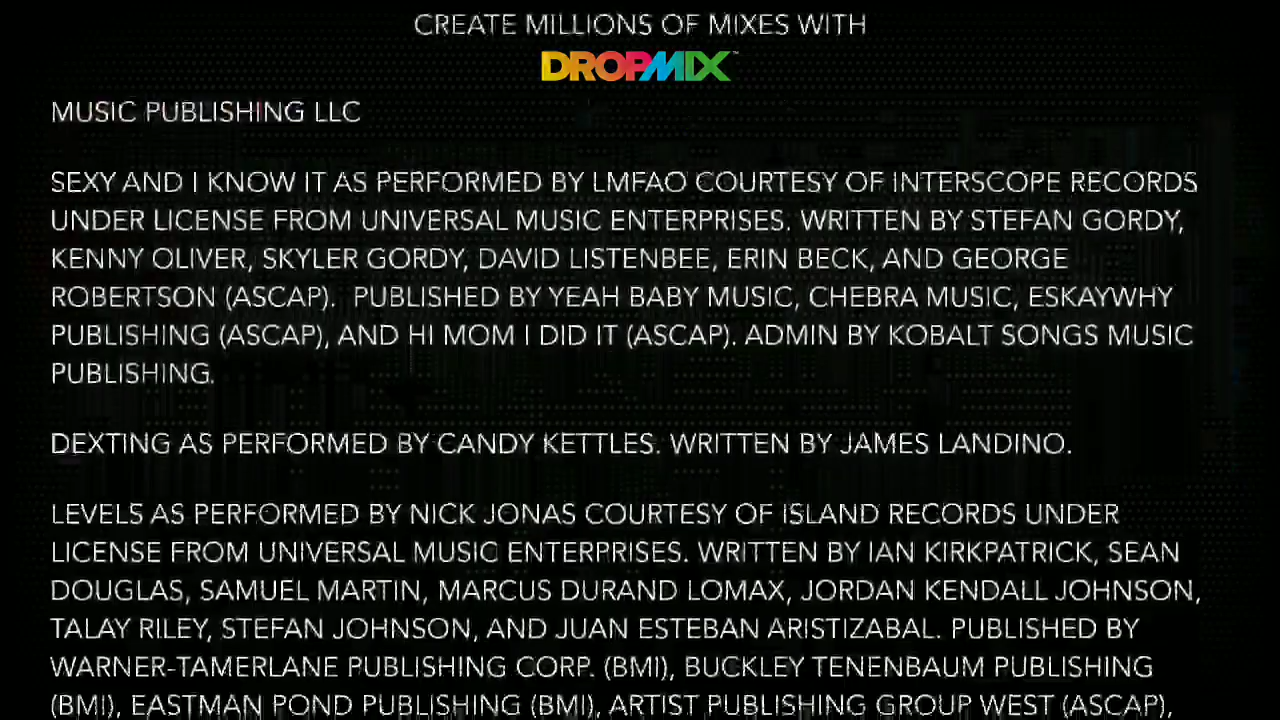 CREATE MILLIONS OF MIXES WITH
DROPMIX™
MUSIC PUBLISHING LLC
SEXY AND I KNOW IT AS PERFORMED BY LMFAO COURTESY OF INTERSCOPE RECORDS
UNDER LICENSE FROM UNIVERSAL MUSIC ENTERPRISES. WRITTEN BY STEFAN GORDY,
KENNY OLIVER, SKYLER GORDY, DAVID LISTENBEE, ERIN BECK, AND GEORGE
ROBERTSON (ASCAP).  PUBLISHED BY YEAH BABY MUSIC, CHEBRA MUSIC, ESKAYWHY
PUBLISHING (ASCAP), AND HI MOM I DID IT (ASCAP). ADMIN BY KOBALT SONGS MUSIC
PUBLISHING.
DEXTING AS PERFORMED BY CANDY KETTLES. WRITTEN BY JAMES LANDINO.
LEVELS AS PERFORMED BY NICK JONAS COURTESY OF ISLAND RECORDS UNDER
LICENSE FROM UNIVERSAL MUSIC ENTERPRISES. WRITTEN BY IAN KIRKPATRICK, SEAN
DOUGLAS, SAMUEL MARTIN, MARCUS DURAND LOMAX, JORDAN KENDALL JOHNSON,
TALAY RILEY, STEFAN JOHNSON, AND JUAN ESTEBAN ARISTIZABAL. PUBLISHED BY
WARNER-TAMERLANE PUBLISHING CORP. (BMI), BUCKLEY TENENBAUM PUBLISHING
(BMI), EASTMAN POND PUBLISHING (BMI), ARTIST PUBLISHING GROUP WEST (ASCAP),